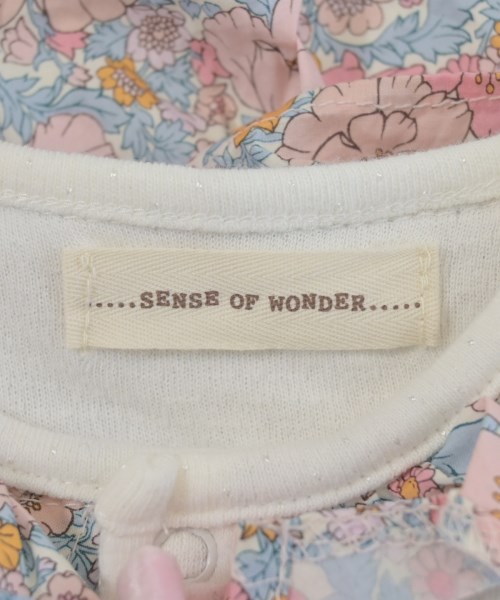 .....SENSE OF WONDER.....